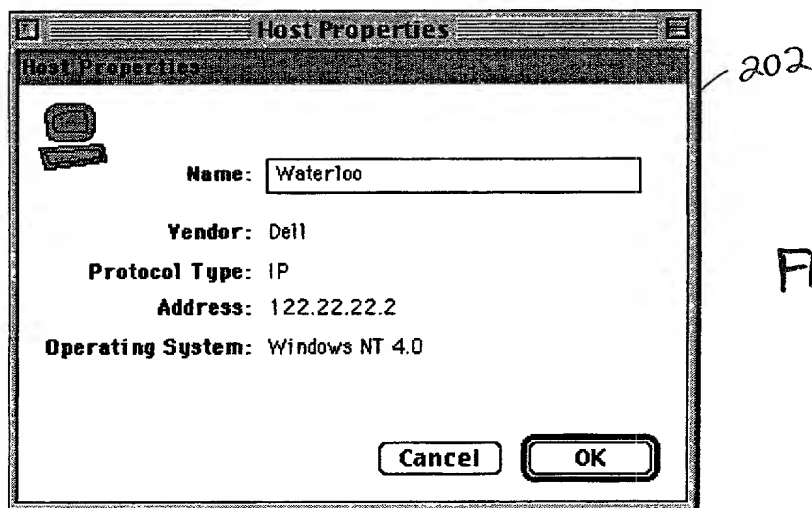 Host Properties
Host Properties
202
Name: Waterloo
Vendor: Dell
Protocol Type: IP
Address: 122.22.22.2
Operating System: Windows NT 4.0
Cancel OK